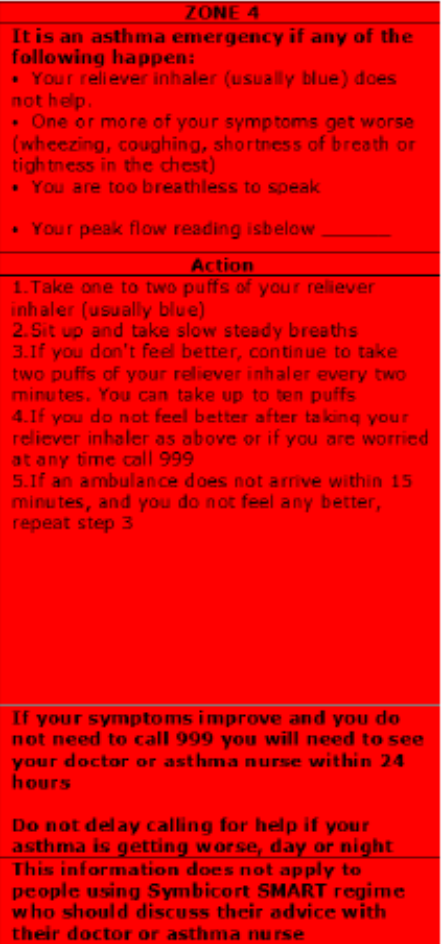 ZONE 4
It is an asthma emergency if any of the
following happen:
• Your reliever inhaler (usually blue) does
not help.
• One or more of your symptoms get worse
(wheezing, coughing, shortness of breath or
tightness in the chest)
• You are too breathless to speak
• Your peak flow reading isbelow _______
Action
1.Take one to two puffs of your reliever
inhaler (usually blue)
2.Sit up and take slow steady breaths
3.If you don't feel better, continue to take
two puffs of your reliever inhaler every two
minutes. You can take up to ten puffs
4.If you do not feel better after taking your
reliever inhaler as above or if you are worried
at any time call 999
5.If an ambulance does not arrive within 15
minutes, and you do not feel any better,
repeat step 3
If your symptoms improve and you do
not need to call 999 you will need to see
your doctor or asthma nurse within 24
hours
Do not delay calling for help if your
asthma is getting worse, day or night
This information does not apply to
people using Symbicort SMART regime
who should discuss their advice with
their doctor or asthma nurse